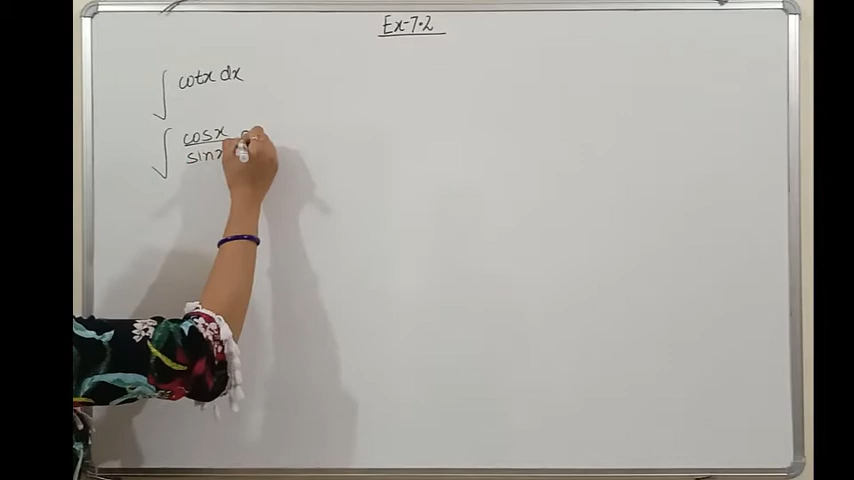 Ex-7.2
∫ cotx dx
∫ cosx / sinx